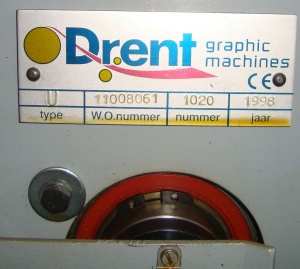 Drent graphic
machines
CE
U 11008061 1020 1998
type W.O.nummer nummer jaar